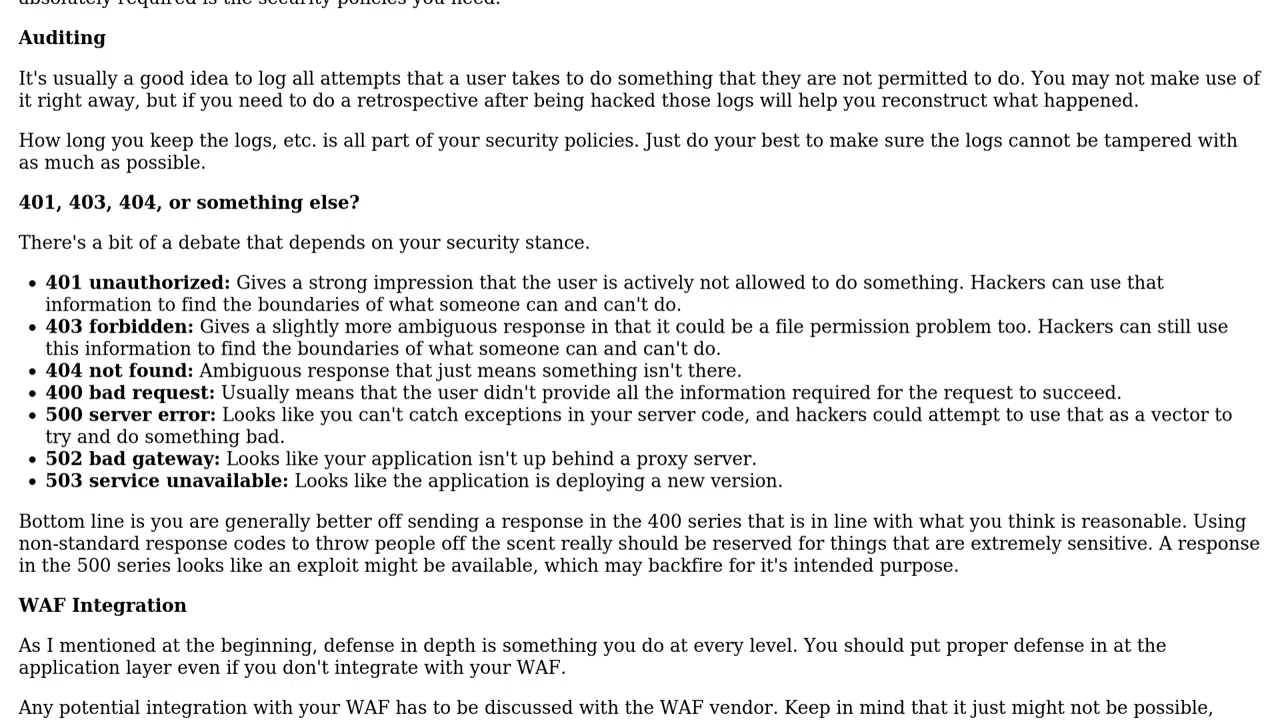 absolutely required is the security policies you need.
Auditing
It's usually a good idea to log all attempts that a user takes to do something that they are not permitted to do. You may not make use of
it right away, but if you need to do a retrospective after being hacked those logs will help you reconstruct what happened.
How long you keep the logs, etc. is all part of your security policies. Just do your best to make sure the logs cannot be tampered with
as much as possible.
401, 403, 404, or something else?
There's a bit of a debate that depends on your security stance.
• 401 unauthorized: Gives a strong impression that the user is actively not allowed to do something. Hackers can use that
information to find the boundaries of what someone can and can't do.
• 403 forbidden: Gives a slightly more ambiguous response in that it could be a file permission problem too. Hackers can still use
this information to find the boundaries of what someone can and can't do.
• 404 not found: Ambiguous response that just means something isn't there.
• 400 bad request: Usually means that the user didn't provide all the information required for the request to succeed.
• 500 server error: Looks like you can't catch exceptions in your server code, and hackers could attempt to use that as a vector to
try and do something bad.
• 502 bad gateway: Looks like your application isn't up behind a proxy server.
• 503 service unavailable: Looks like the application is deploying a new version.
Bottom line is you are generally better off sending a response in the 400 series that is in line with what you think is reasonable. Using
non-standard response codes to throw people off the scent really should be reserved for things that are extremely sensitive. A response
in the 500 series looks like an exploit might be available, which may backfire for it's intended purpose.
WAF Integration
As I mentioned at the beginning, defense in depth is something you do at every level. You should put proper defense in at the
application layer even if you don't integrate with your WAF.
Any potential integration with your WAF has to be discussed with the WAF vendor. Keep in mind that it just might not be possible,